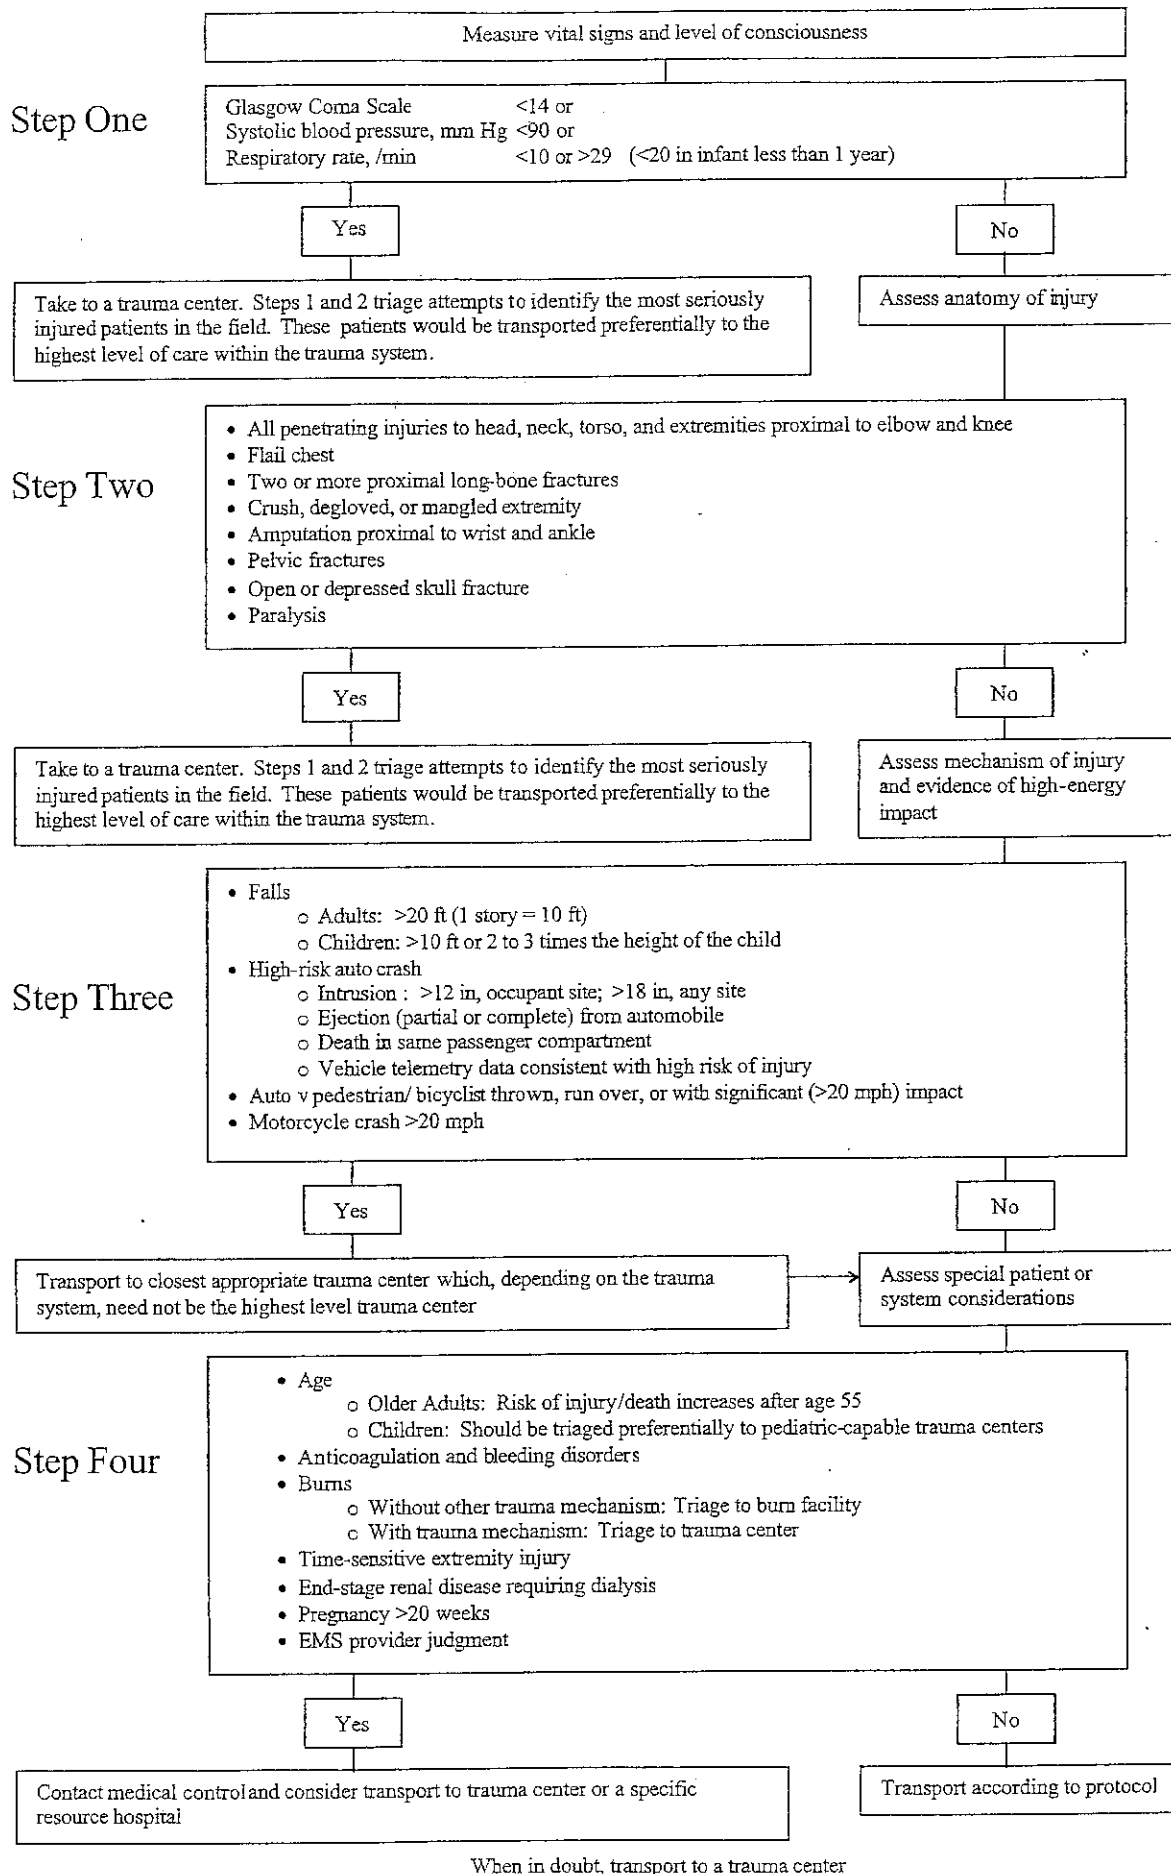 Measure vital signs and level of consciousness
Step One
Glasgow Coma Scale <14 or
Systolic blood pressure, mm Hg <90 or
Respiratory rate, /min <10 or >29 (<20 in infant less than 1 year)
Yes
No
Take to a trauma center. Steps 1 and 2 triage attempts to identify the most seriously
injured patients in the field. These patients would be transported preferentially to the
highest level of care within the trauma system.
Assess anatomy of injury
Step Two
• All penetrating injuries to head, neck, torso, and extremities proximal to elbow and knee
• Flail chest
• Two or more proximal long-bone fractures
• Crush, degloved, or mangled extremity
• Amputation proximal to wrist and ankle
• Pelvic fractures
• Open or depressed skull fracture
• Paralysis
Yes
No
Take to a trauma center. Steps 1 and 2 triage attempts to identify the most seriously
injured patients in the field. These patients would be transported preferentially to the
highest level of care within the trauma system.
Assess mechanism of injury
and evidence of high-energy
impact
Step Three
• Falls
o Adults: >20 ft (1 story = 10 ft)
o Children: >10 ft or 2 to 3 times the height of the child
• High-risk auto crash
o Intrusion : >12 in, occupant site; >18 in, any site
o Ejection (partial or complete) from automobile
o Death in same passenger compartment
o Vehicle telemetry data consistent with high risk of injury
• Auto v pedestrian/ bicyclist thrown, run over, or with significant (>20 mph) impact
• Motorcycle crash >20 mph
Yes
No
Transport to closest appropriate trauma center which, depending on the trauma
system, need not be the highest level trauma center
Assess special patient or
system considerations
Step Four
• Age
o Older Adults: Risk of injury/death increases after age 55
o Children: Should be triaged preferentially to pediatric-capable trauma centers
• Anticoagulation and bleeding disorders
• Burns
o Without other trauma mechanism: Triage to burn facility
o With trauma mechanism: Triage to trauma center
• Time-sensitive extremity injury
• End-stage renal disease requiring dialysis
• Pregnancy >20 weeks
• EMS provider judgment
Yes
No
Contact medical control and consider transport to trauma center or a specific
resource hospital
Transport according to protocol
When in doubt, transport to a trauma center